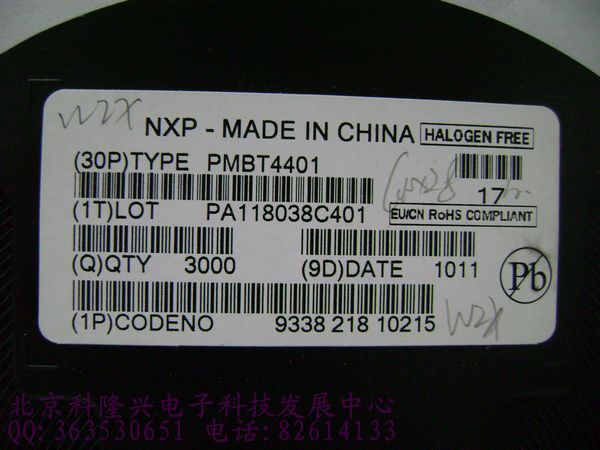 W2X
NXP - MADE IN CHINA
HALOGEN FREE
(30P)TYPE PMBT4401
17
(1T)LOT PA118038C401
EU/CN RoHS COMPLIANT
(Q)QTY 3000
(9D)DATE 1011
Pb
(1P)CODENO 9338 218 10215
W2X
北京科隆兴电子科技发展中心
QQ: 363530651 电话: 82614133